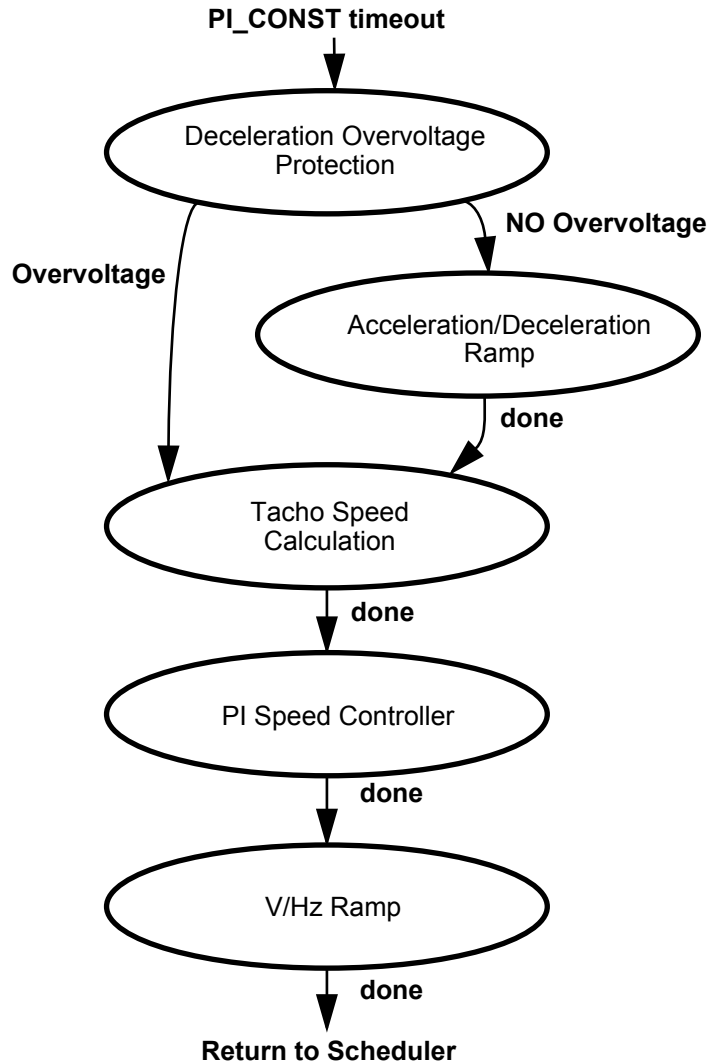 PI_CONST timeout
Deceleration Overvoltage
Protection
NO Overvoltage
Overvoltage
Acceleration/Deceleration
Ramp
done
Tacho Speed
Calculation
done
PI Speed Controller
done
V/Hz Ramp
done
Return to Scheduler